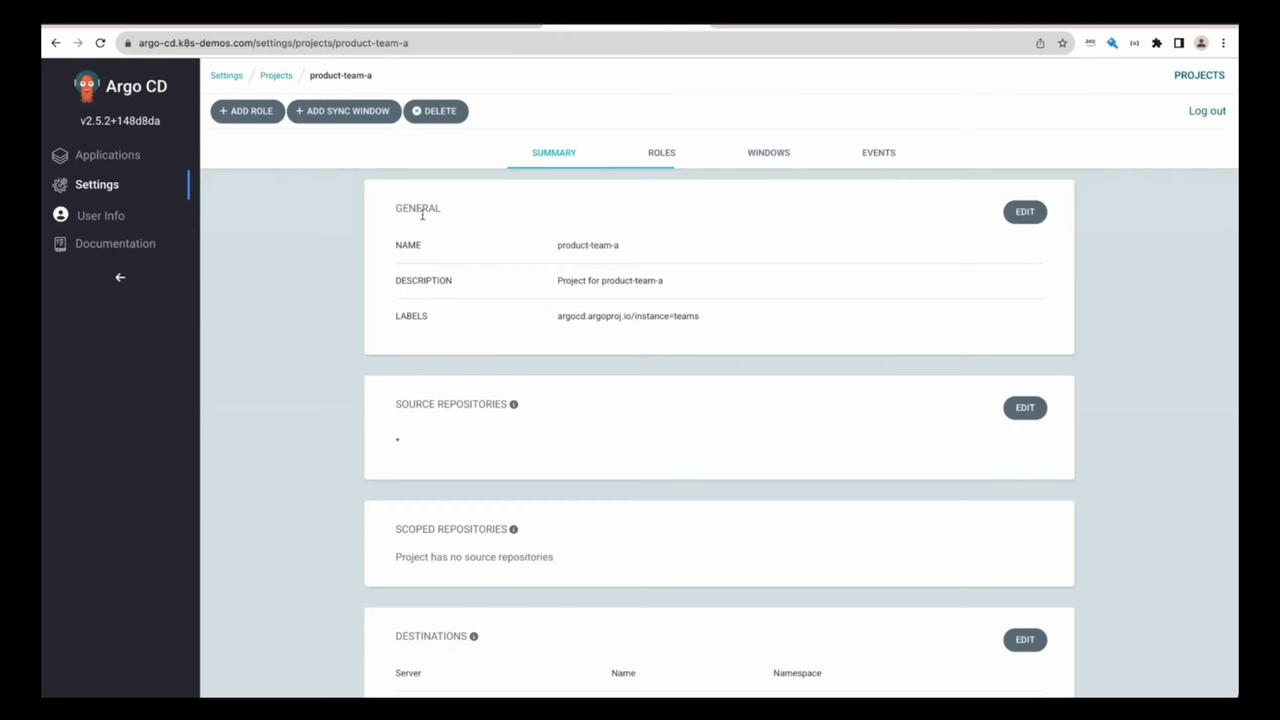 argo-cd.k8s-demos.com/settings/projects/product-team-a
Argo CD
v2.5.2+148d8da
Applications
Settings
User Info
Documentation
Settings / Projects / product-team-a
PROJECTS
+ ADD ROLE
+ ADD SYNC WINDOW
DELETE
Log out
SUMMARY ROLES WINDOWS EVENTS
GENERAL
EDIT
NAME product-team-a
DESCRIPTION Project for product-team-a
LABELS argocd.argoproj.io/instance=teams
SOURCE REPOSITORIES
EDIT
*
SCOPED REPOSITORIES
Project has no source repositories
DESTINATIONS
EDIT
Server Name Namespace